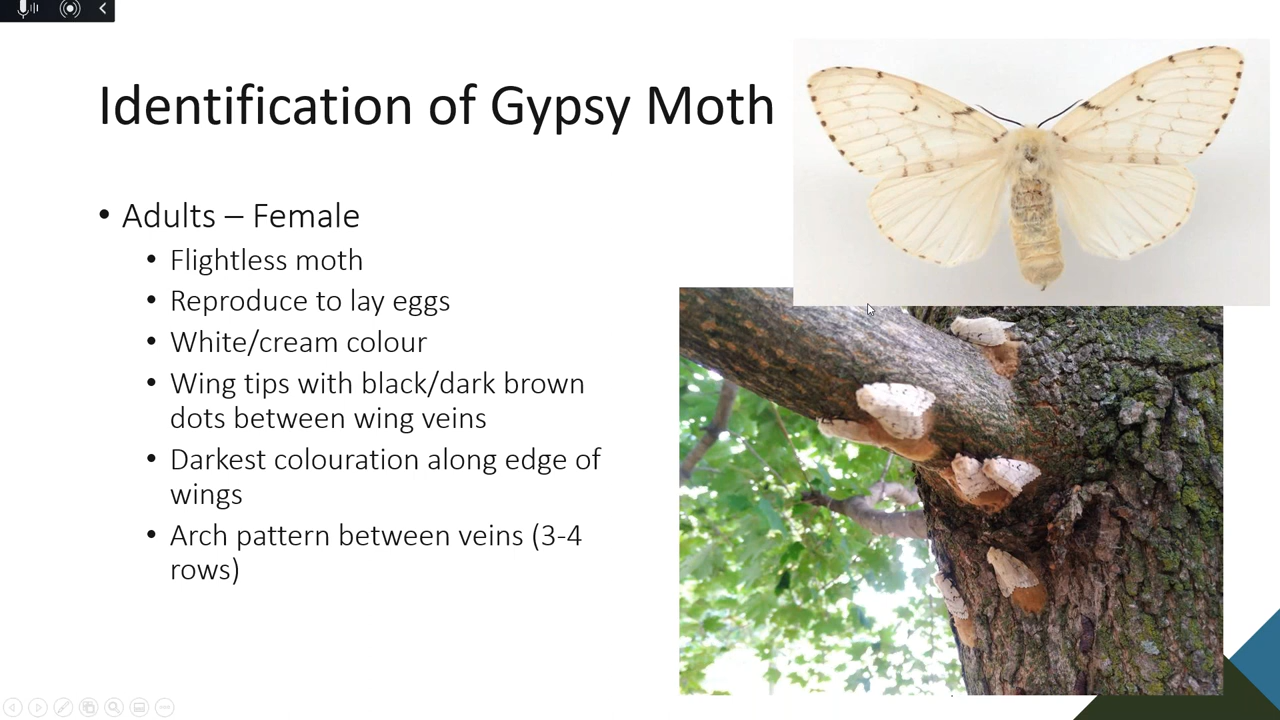 Identification of Gypsy Moth
• Adults – Female
• Flightless moth
• Reproduce to lay eggs
• White/cream colour
• Wing tips with black/dark brown
dots between wing veins
• Darkest colouration along edge of
wings
• Arch pattern between veins (3-4
rows)